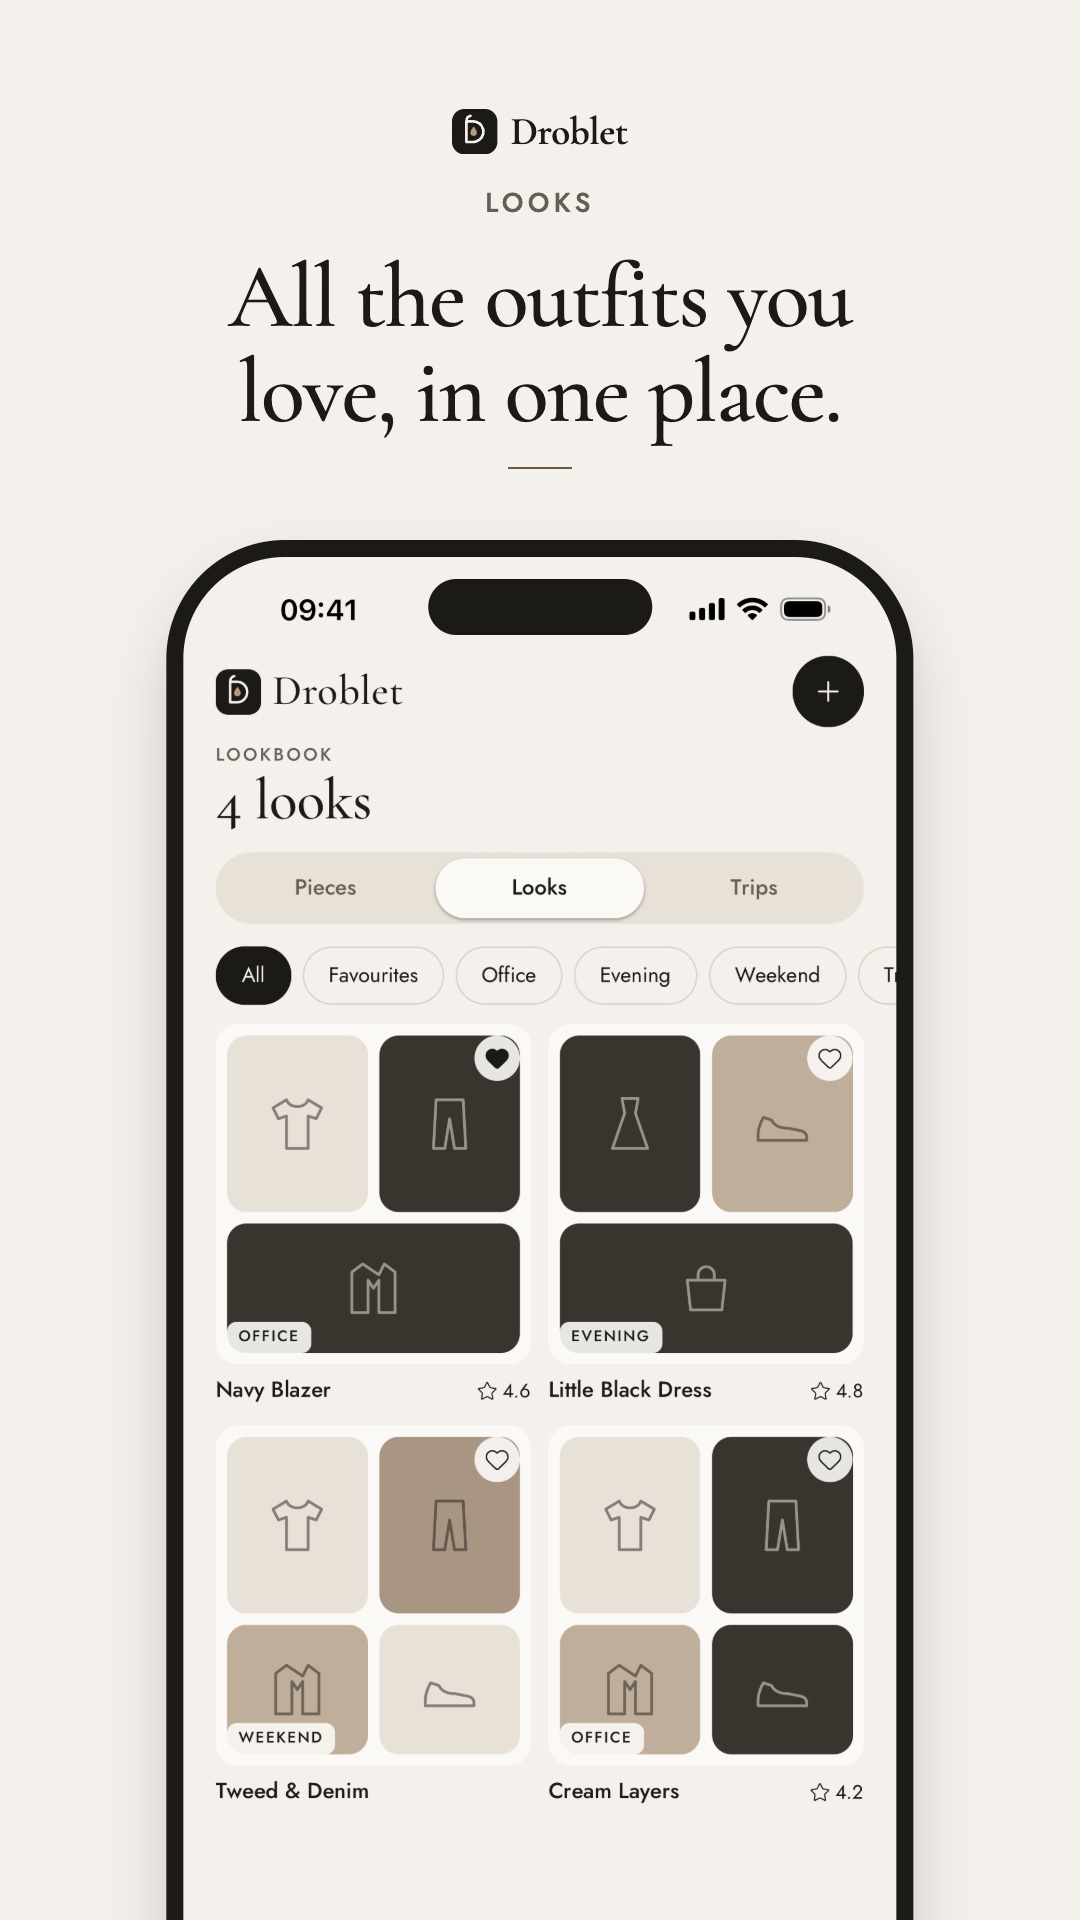 Droblet
LOOKS
All the outfits you
love, in one place.
09:41
Droblet
LOOKBOOK
4 looks
Pieces Looks Trips
All Favourites Office Evening Weekend
OFFICE EVENING
Navy Blazer 4.6 Little Black Dress 4.8
WEEKEND OFFICE
Tweed & Denim Cream Layers 4.2